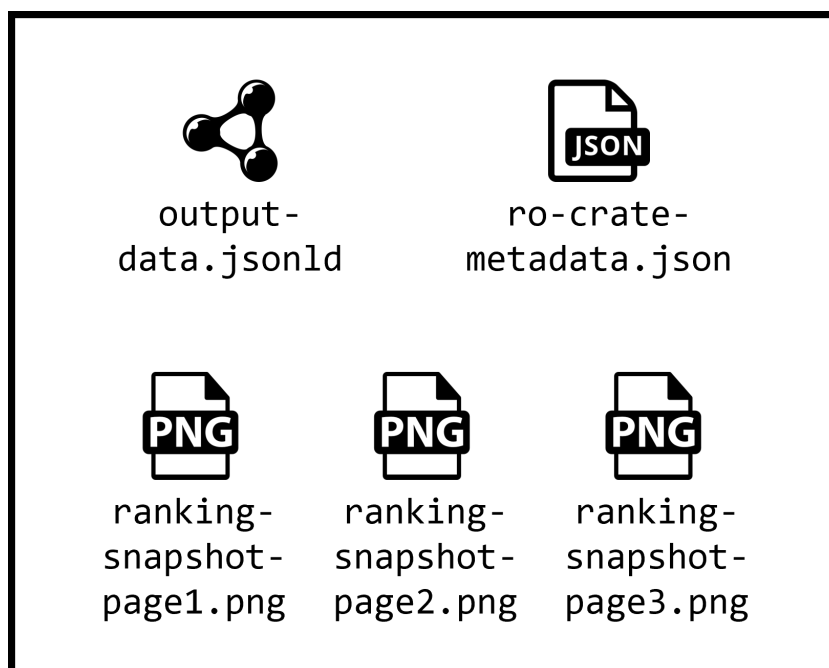 JSON
output-
data.jsonld
ro-crate-
metadata.json
PNG
PNG
PNG
ranking-
snapshot-
page1.png
ranking-
snapshot-
page2.png
ranking-
snapshot-
page3.png